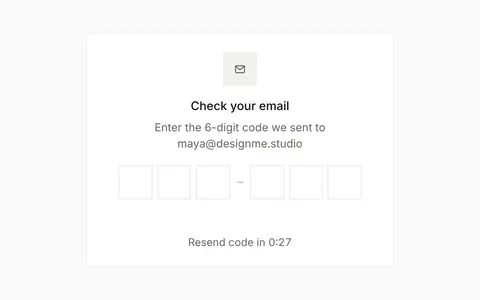 Check your email
Enter the 6-digit code we sent to
maya@designme.studio
–
Resend code in 0:27